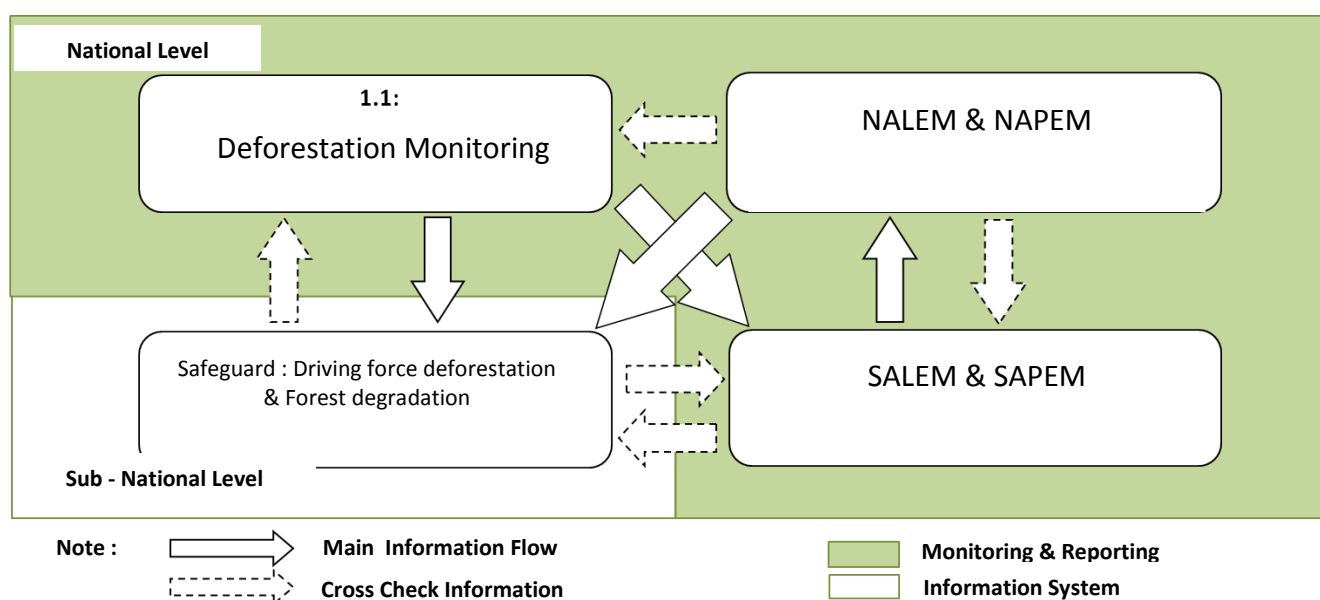 National Level
1.1:
Deforestation Monitoring
NALEM & NAPEM
Safeguard : Driving force deforestation
& Forest degradation
SALEM & SAPEM
Sub - National Level
Note :
Main Information Flow
Monitoring & Reporting
Cross Check Information
Information System